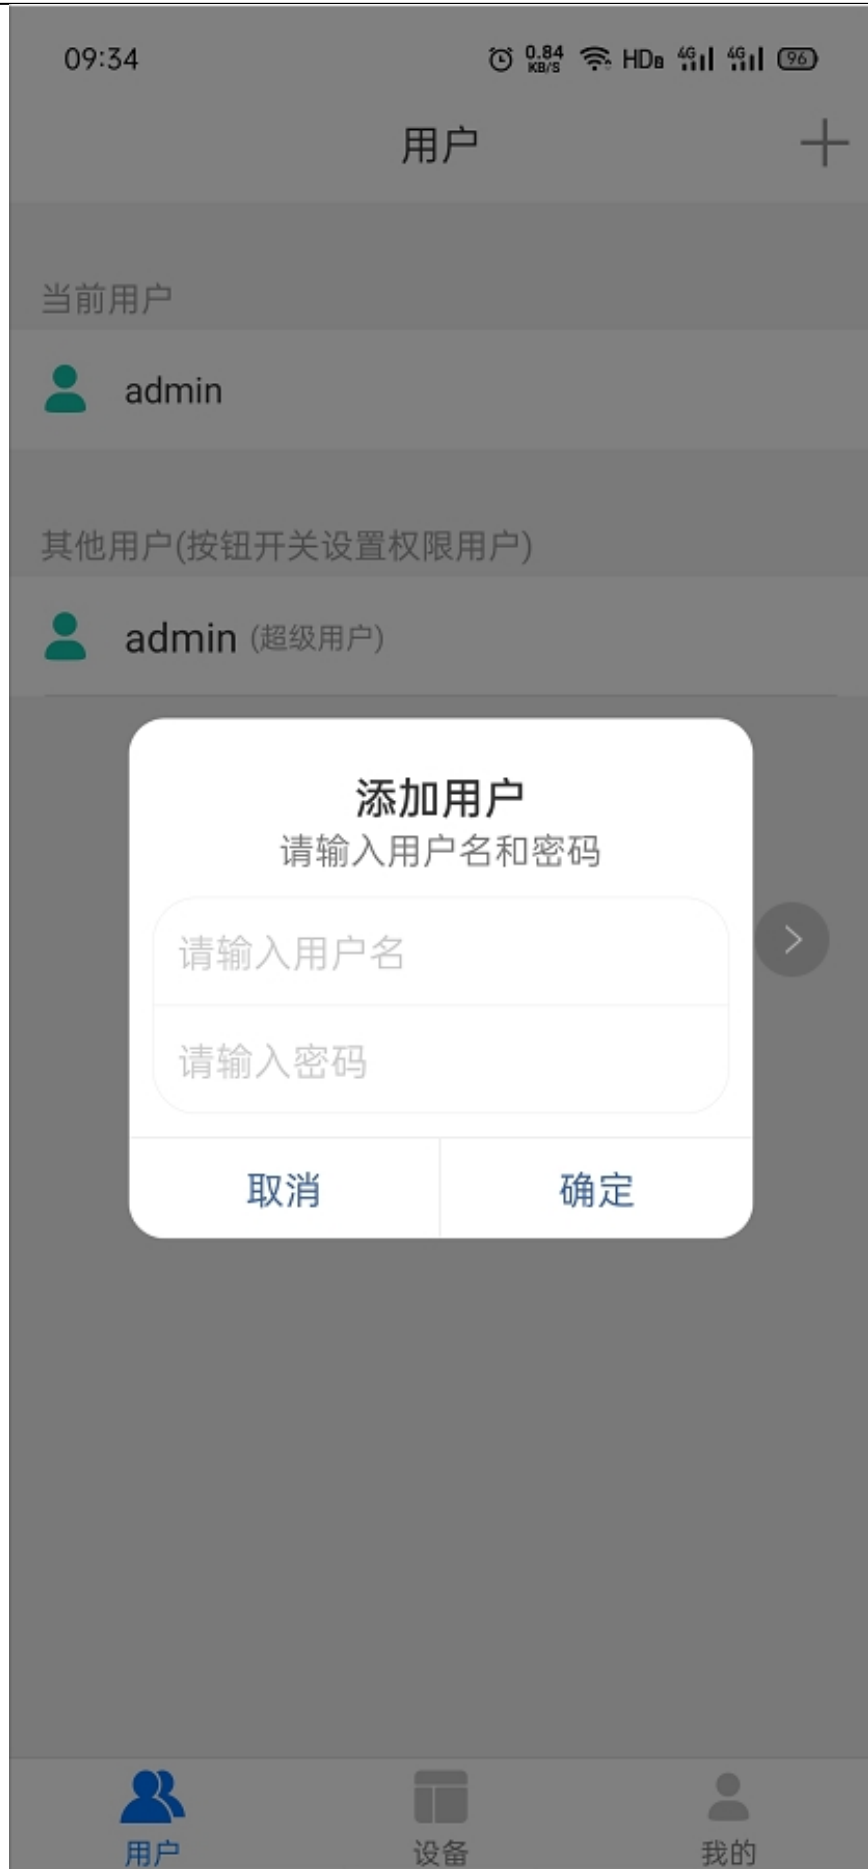 09:34 0.84 KB/S HD2 4G 4G 96
用户
当前用户
admin
其他用户(按钮开关设置权限用户)
admin (超级用户)
添加用户
请输入用户名和密码
请输入用户名
请输入密码
取消 确定
用户 设备 我的